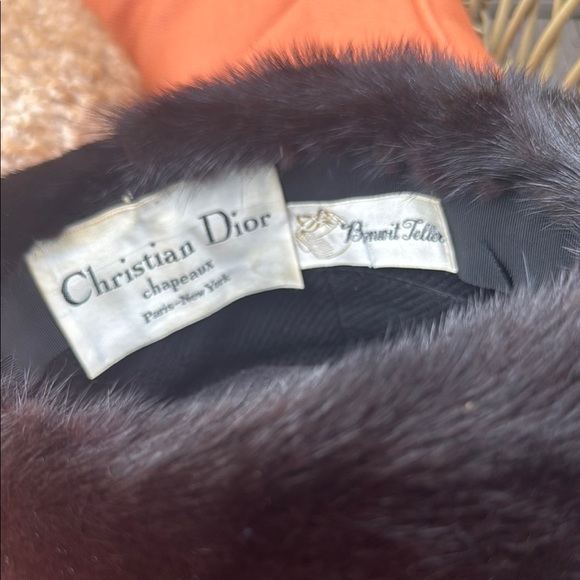 Christian Dior
chapeaux
Paris–New York
Bonwit Teller